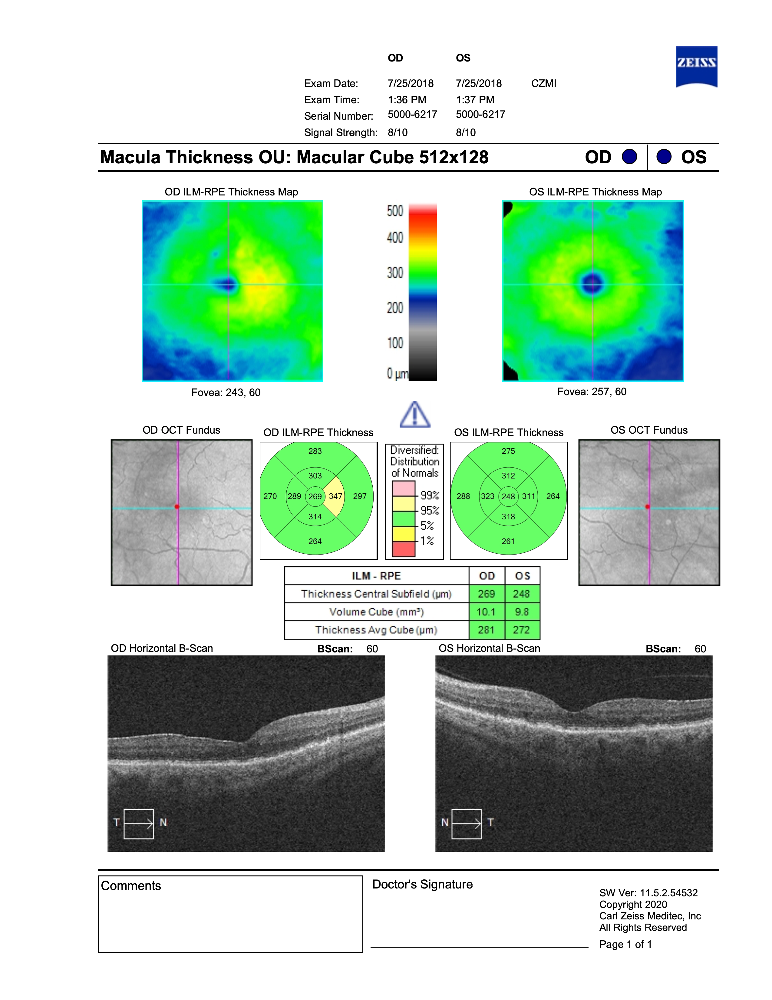 OD OS
ZEISS
Exam Date: 7/25/2018 7/25/2018 CZMI
Exam Time: 1:36 PM 1:37 PM
Serial Number: 5000-6217 5000-6217
Signal Strength: 8/10 8/10
Macula Thickness OU: Macular Cube 512x128 OD OS
OD ILM-RPE Thickness Map
OS ILM-RPE Thickness Map
500
400
300
200
100
0 µm
Fovea: 243, 60
Fovea: 257, 60
OD OCT Fundus
OD ILM-RPE Thickness
OS ILM-RPE Thickness
OS OCT Fundus
283
303
270 289 269 347 297
314
264
Diversified:
Distribution
of Normals
99%
95%
5%
1%
275
312
288 323 248 311 264
318
261
ILM - RPE OD OS
Thickness Central Subfield (µm) 269 248
Volume Cube (mm³) 10.1 9.8
Thickness Avg Cube (µm) 281 272
OD Horizontal B-Scan BScan: 60
OS Horizontal B-Scan BScan: 60
T N
N T
Comments
Doctor's Signature
SW Ver: 11.5.2.54532
Copyright 2020
Carl Zeiss Meditec, Inc
All Rights Reserved
Page 1 of 1